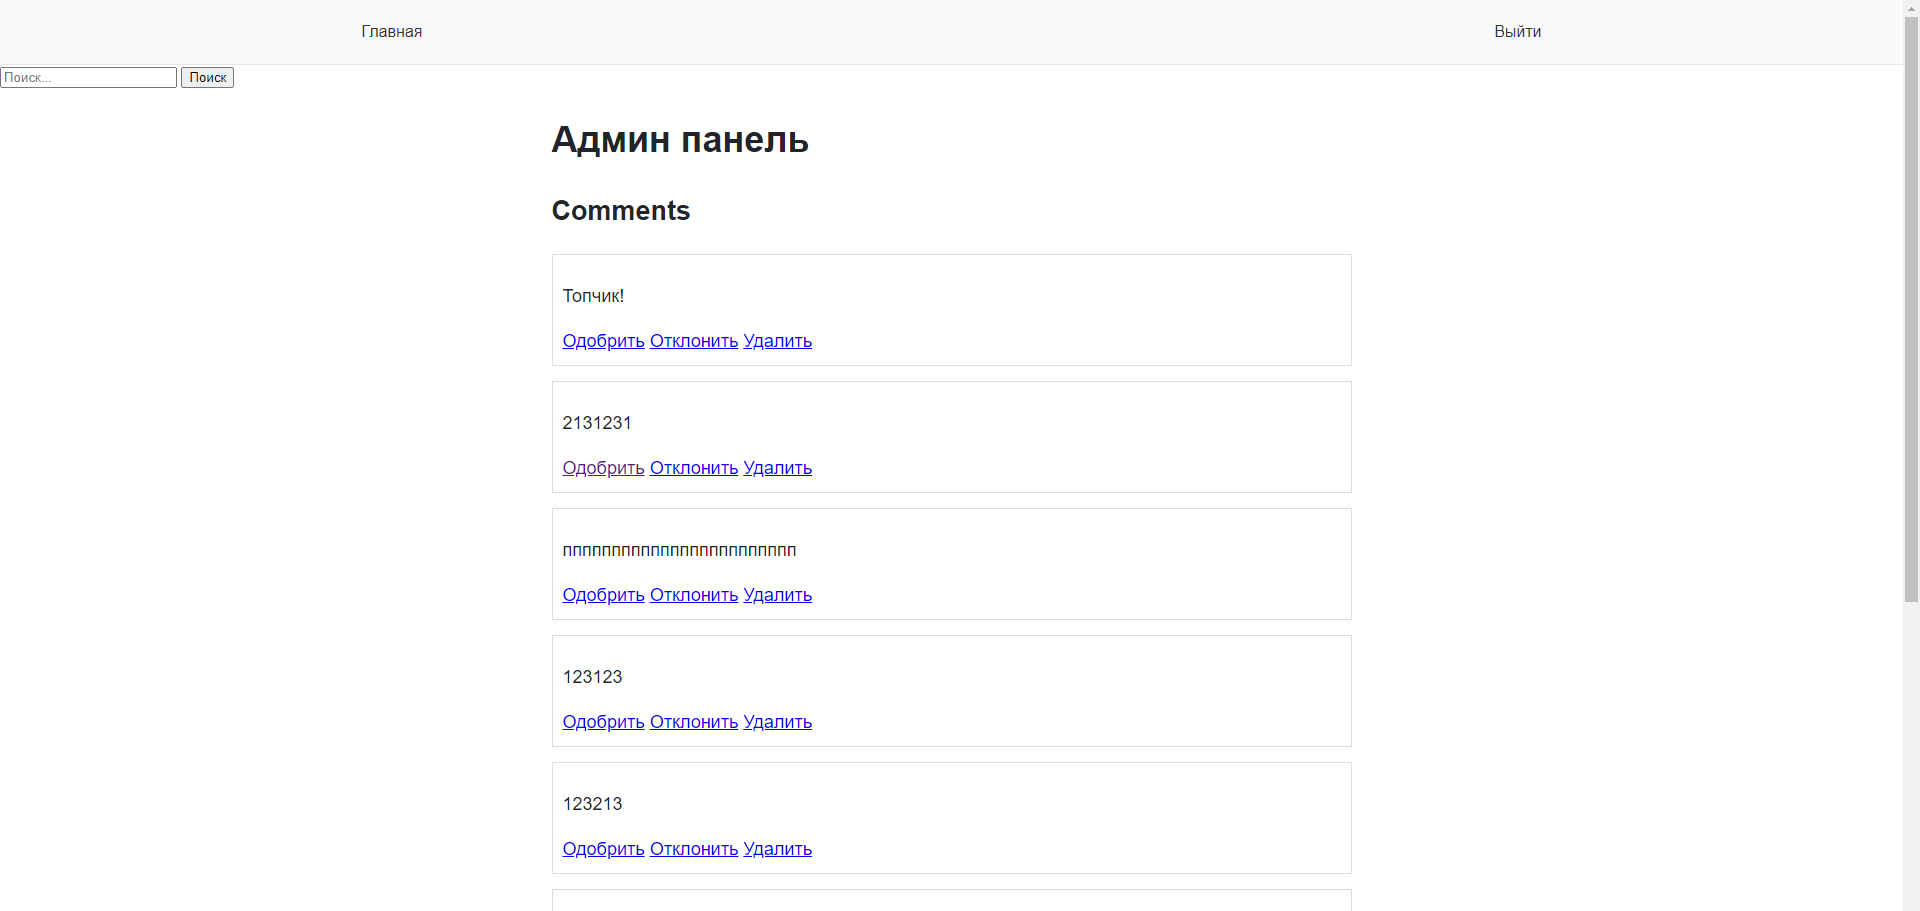 Главная Выйти
Поиск... Поиск
Админ панель
Comments
Топчик!
Одобрить Отклонить Удалить
2131231
Одобрить Отклонить Удалить
пппппппппппппппппппппппп
Одобрить Отклонить Удалить
123123
Одобрить Отклонить Удалить
123213
Одобрить Отклонить Удалить